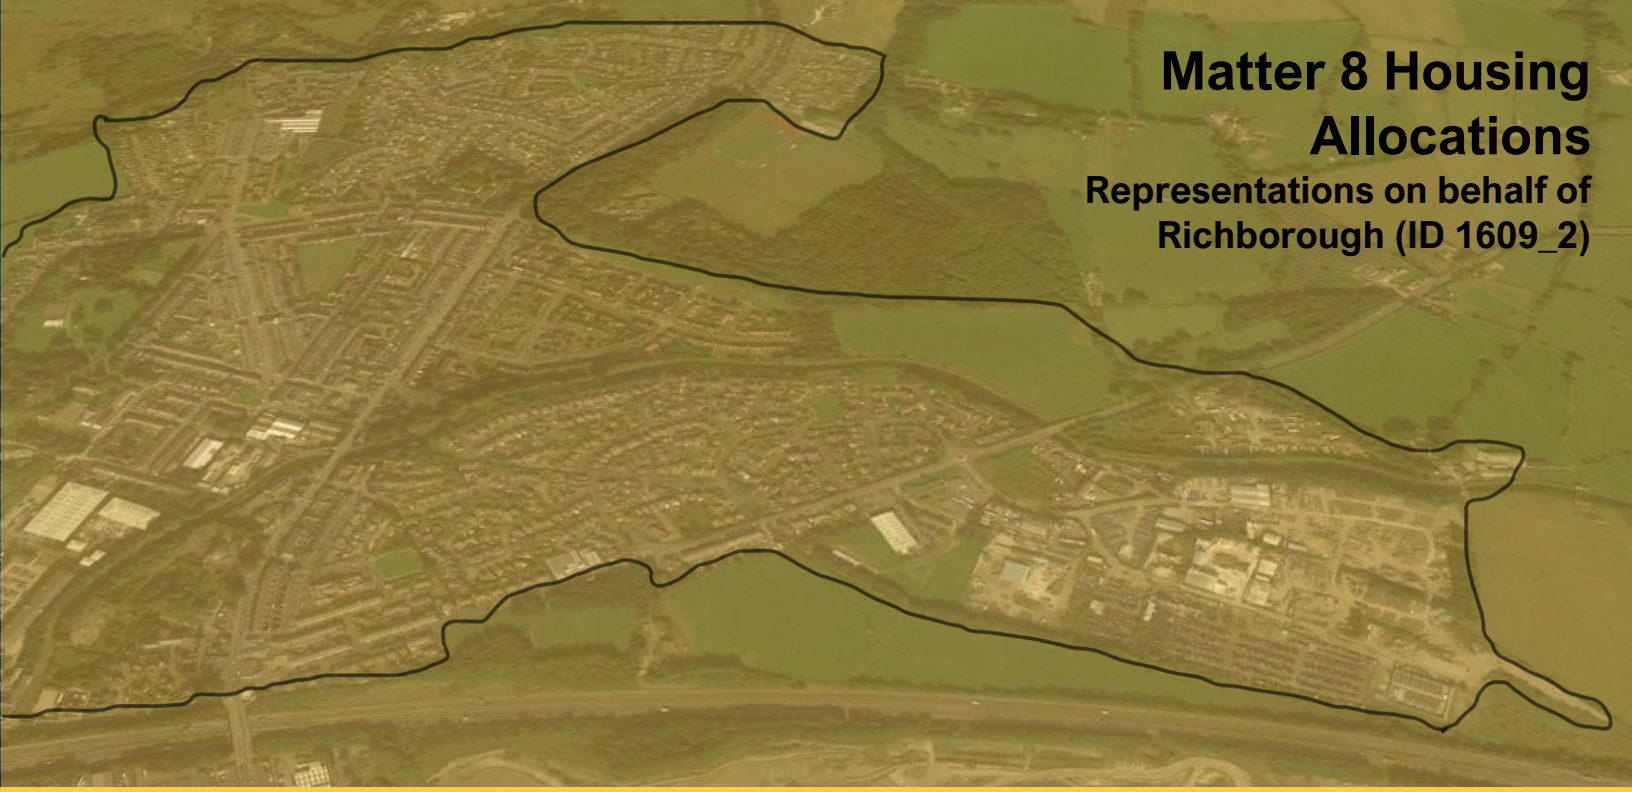 Matter 8 Housing
Allocations
Representations on behalf of
Richborough (ID 1609_2)